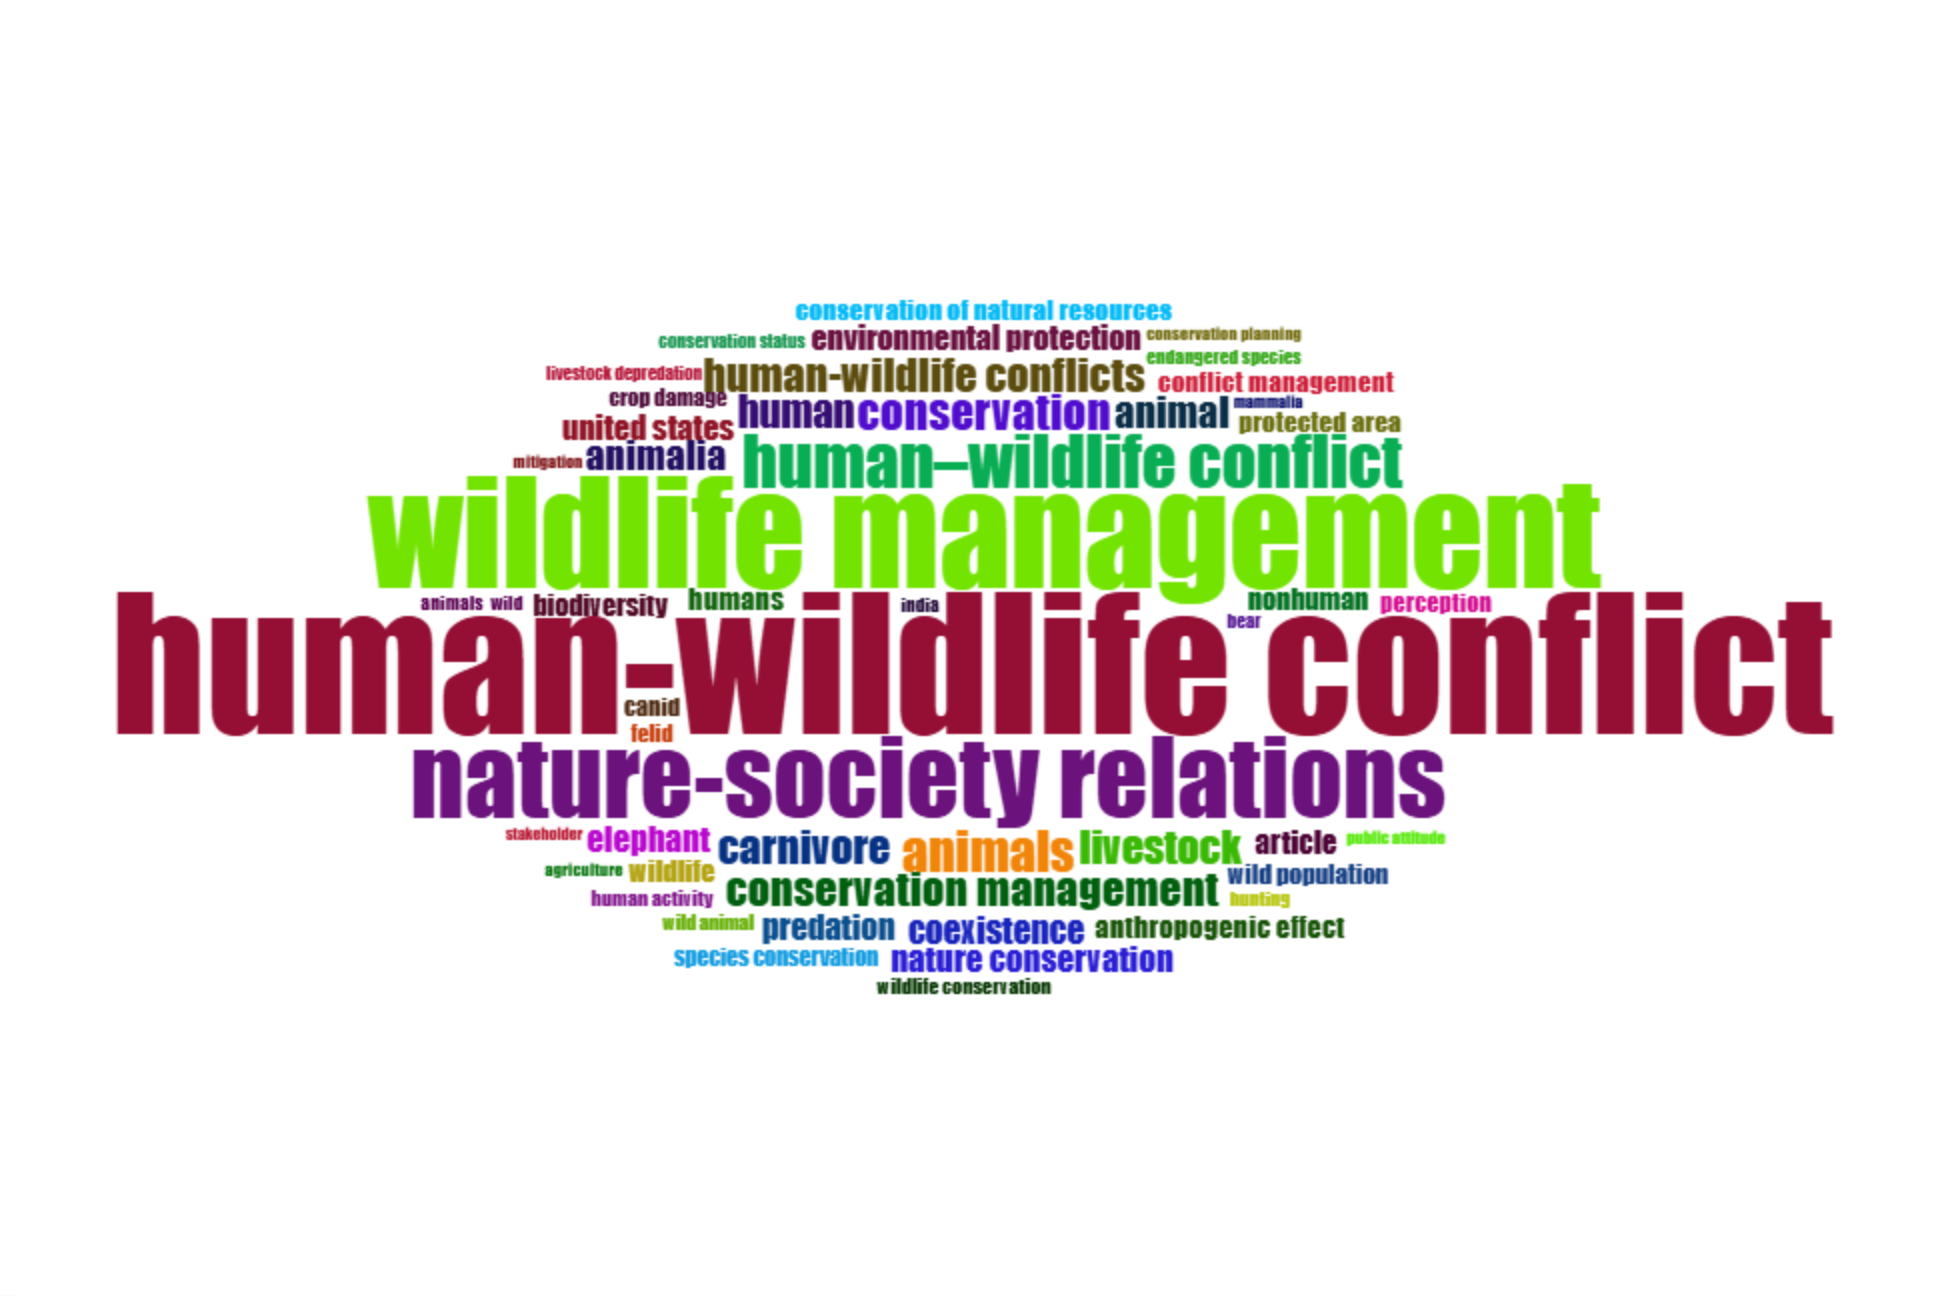 conservation of natural resources
conservation status environmental protection conservation planning
endangered species
livestock depredation human-wildlife conflicts conflict management
crop damage human conservation animal mammalia
united states protected area
mitigation animalia human–wildlife conflict
wildlife management
animals wild biodiversity humans india nonhuman perception
bear
human-wildlife conflict
canid
felid
nature-society relations
stakeholder elephant carnivore animals livestock article public attitude
agriculture wildlife wild population
human activity conservation management hunting
wild animal predation coexistence anthropogenic effect
species conservation nature conservation
wildlife conservation